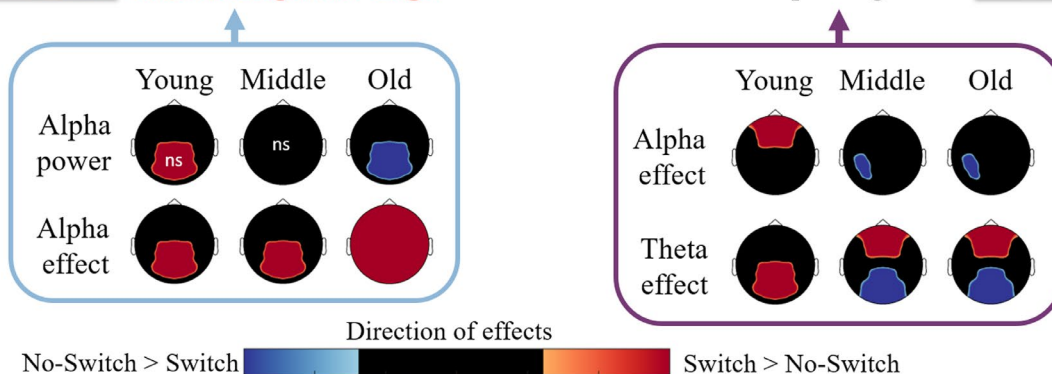 Young Middle Old
Alpha power
ns ns
Alpha effect
Young Middle Old
Alpha effect
Theta effect
Direction of effects
No-Switch > Switch Switch > No-Switch